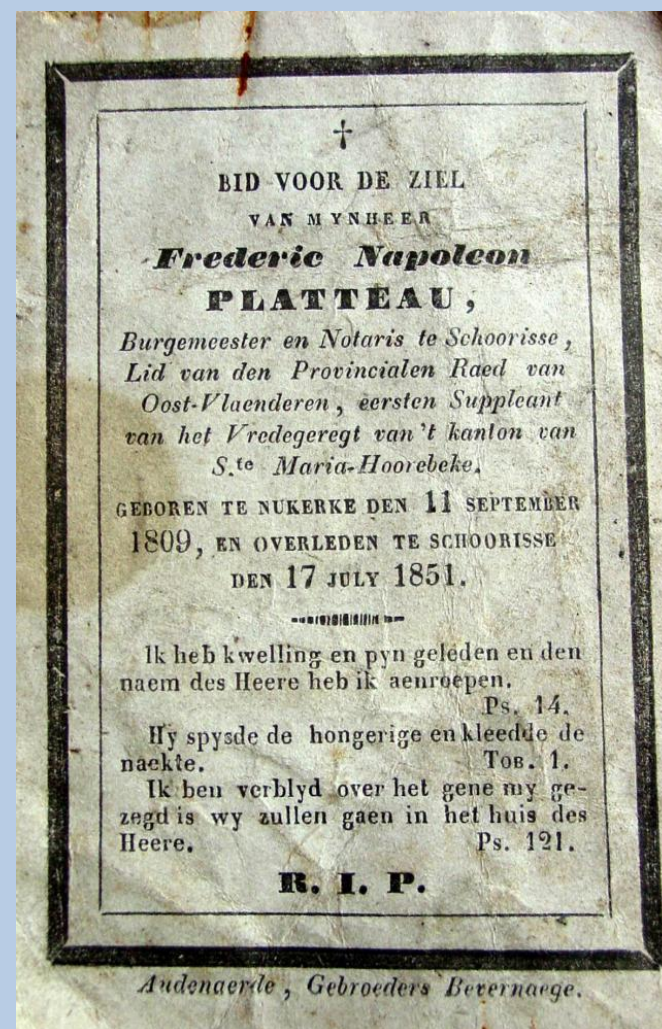 †
BID VOOR DE ZIEL
VAN MYNHEER
Frederic Napoleon
PLATTEAU,
Burgemeester en Notaris te Schoorisse,
Lid van den Provincialen Raed van
Oost-Vlaenderen, eersten Suppleant
van het Vredegeregt van 't kanton van
S.te Maria-Hoorebeke.
GEBOREN TE NUKERKE DEN 11 SEPTEMBER
1809, EN OVERLEDEN TE SCHOORISSE
DEN 17 JULY 1851.
Ik heb kwelling en pyn geleden en den
naem des Heere heb ik aenroepen.
Ps. 14.
Hy spysde de hongerige en kleedde de
naekte. TOB. 1.
Ik ben verblyd over het gene my ge-
zegd is wy zullen gaen in het huis des
Heere. Ps. 121.
R. I. P.
Audenaerde, Gebroeders Bevernaege.